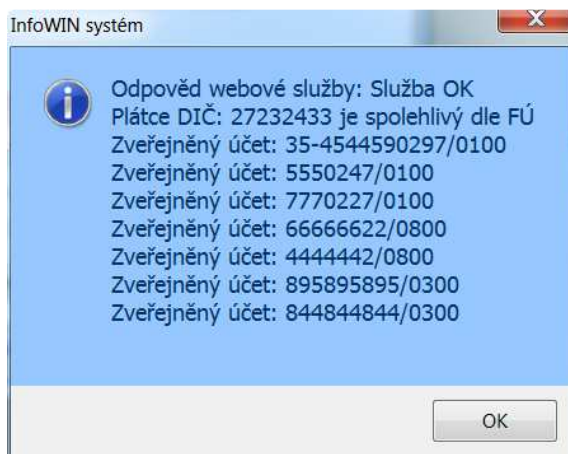 InfoWIN systém
Odpověd webové služby: Služba OK
Plátce DIČ: 27232433 je spolehlivý dle FÚ
Zveřejněný účet: 35-4544590297/0100
Zveřejněný účet: 5550247/0100
Zveřejněný účet: 7770227/0100
Zveřejněný účet: 66666622/0800
Zveřejněný účet: 4444442/0800
Zveřejněný účet: 895895895/0300
Zveřejněný účet: 844844844/0300
OK